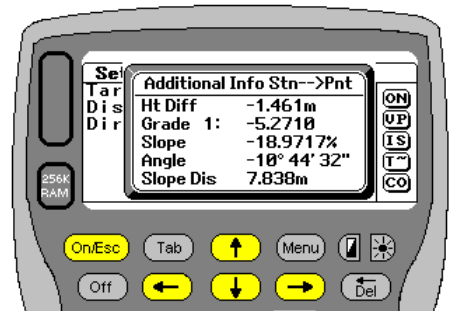 Set
Additional Info Stn-->Pnt
Tar
Dis
Dir
Ht Diff -1.461m
Grade 1: -5.2710
Slope -18.9717%
Angle -10° 44' 32"
Slope Dis 7.838m
ON
UP
IS
T~
CO
256K
RAM
On/Esc Tab Menu
Off Del